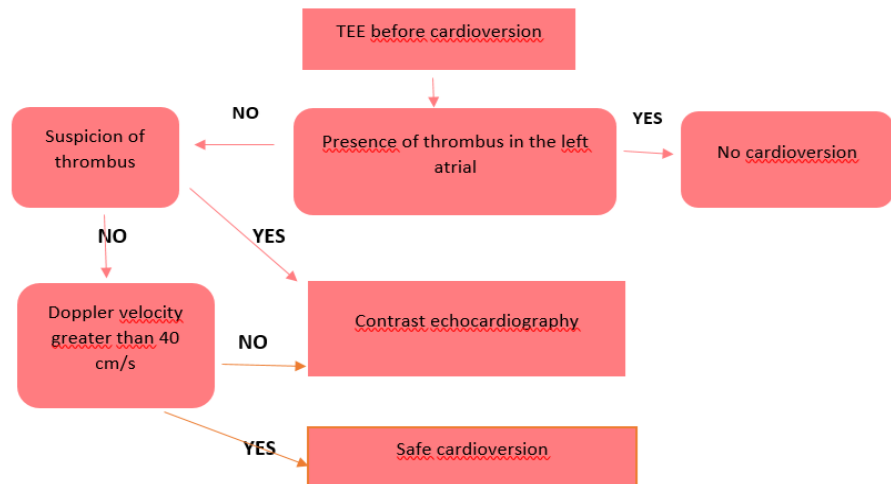 TEE before cardioversion
NO
YES
Suspicion of
thrombus
Presence of thrombus in the left
atrial
No cardioversion
NO
YES
Doppler velocity
greater than 40
cm/s
NO
Contrast echocardiography
YES
Safe cardioversion